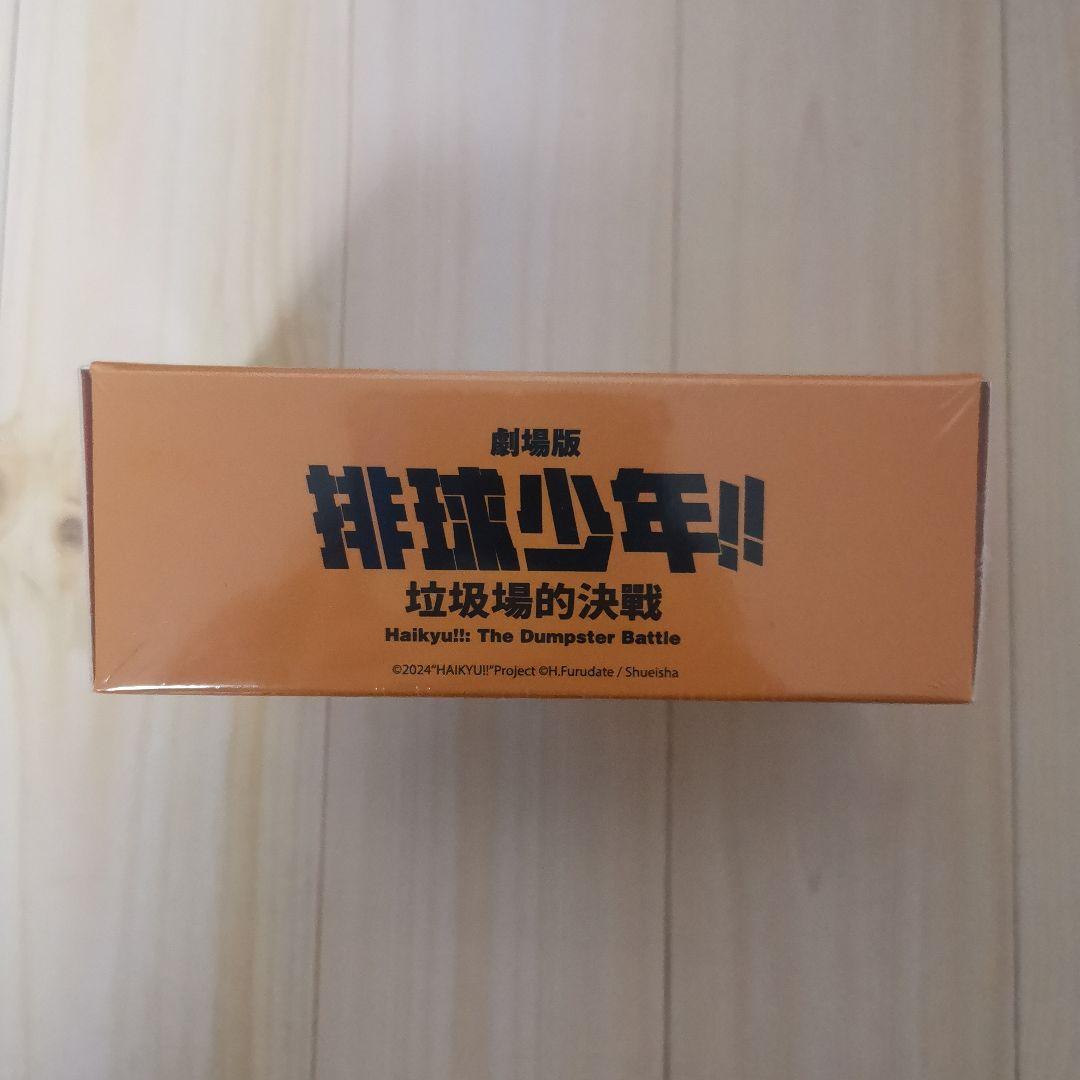 劇場版
排球少年!!
垃圾場的決戰
Haikyu!!: The Dumpster Battle
©2024“HAIKYU!!”Project ©H.Furudate / Shueisha